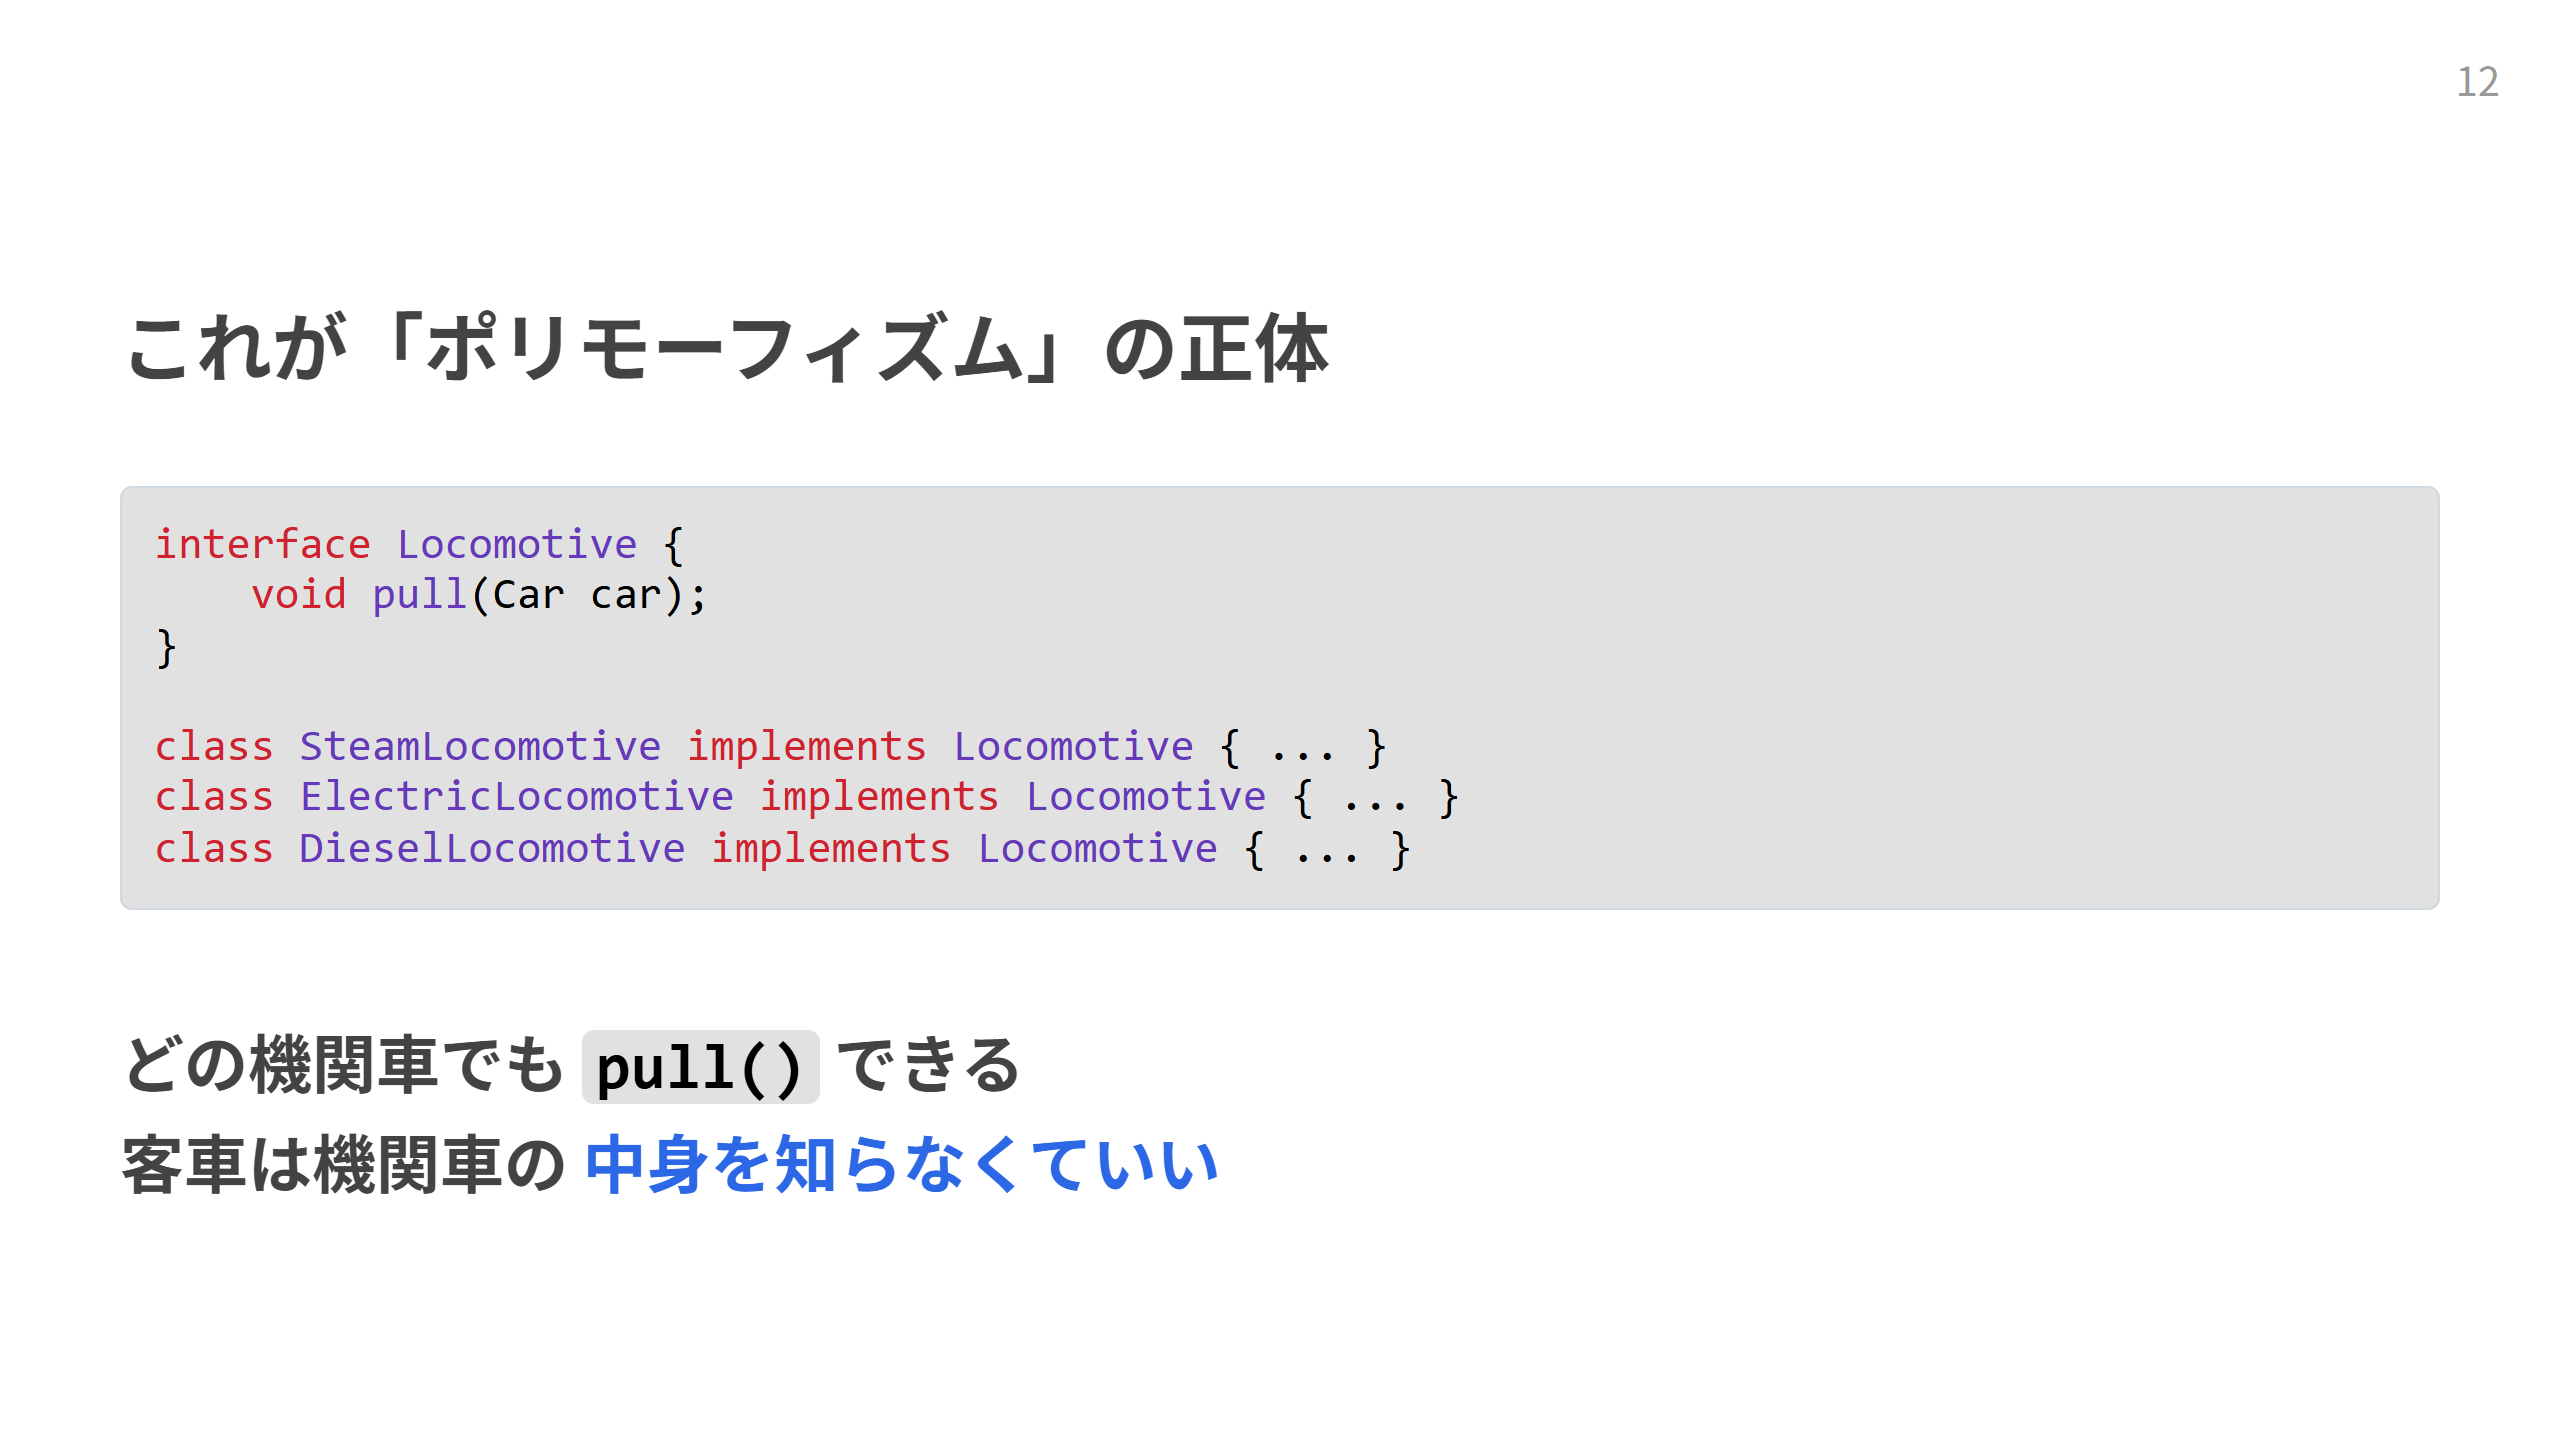 12
これが「ポリモーフィズム」の正体
interface Locomotive {
    void pull(Car car);
}
class SteamLocomotive implements Locomotive { ... }
class ElectricLocomotive implements Locomotive { ... }
class DieselLocomotive implements Locomotive { ... }
どの機関車でも pull() できる
客車は機関車の 中身を知らなくていい